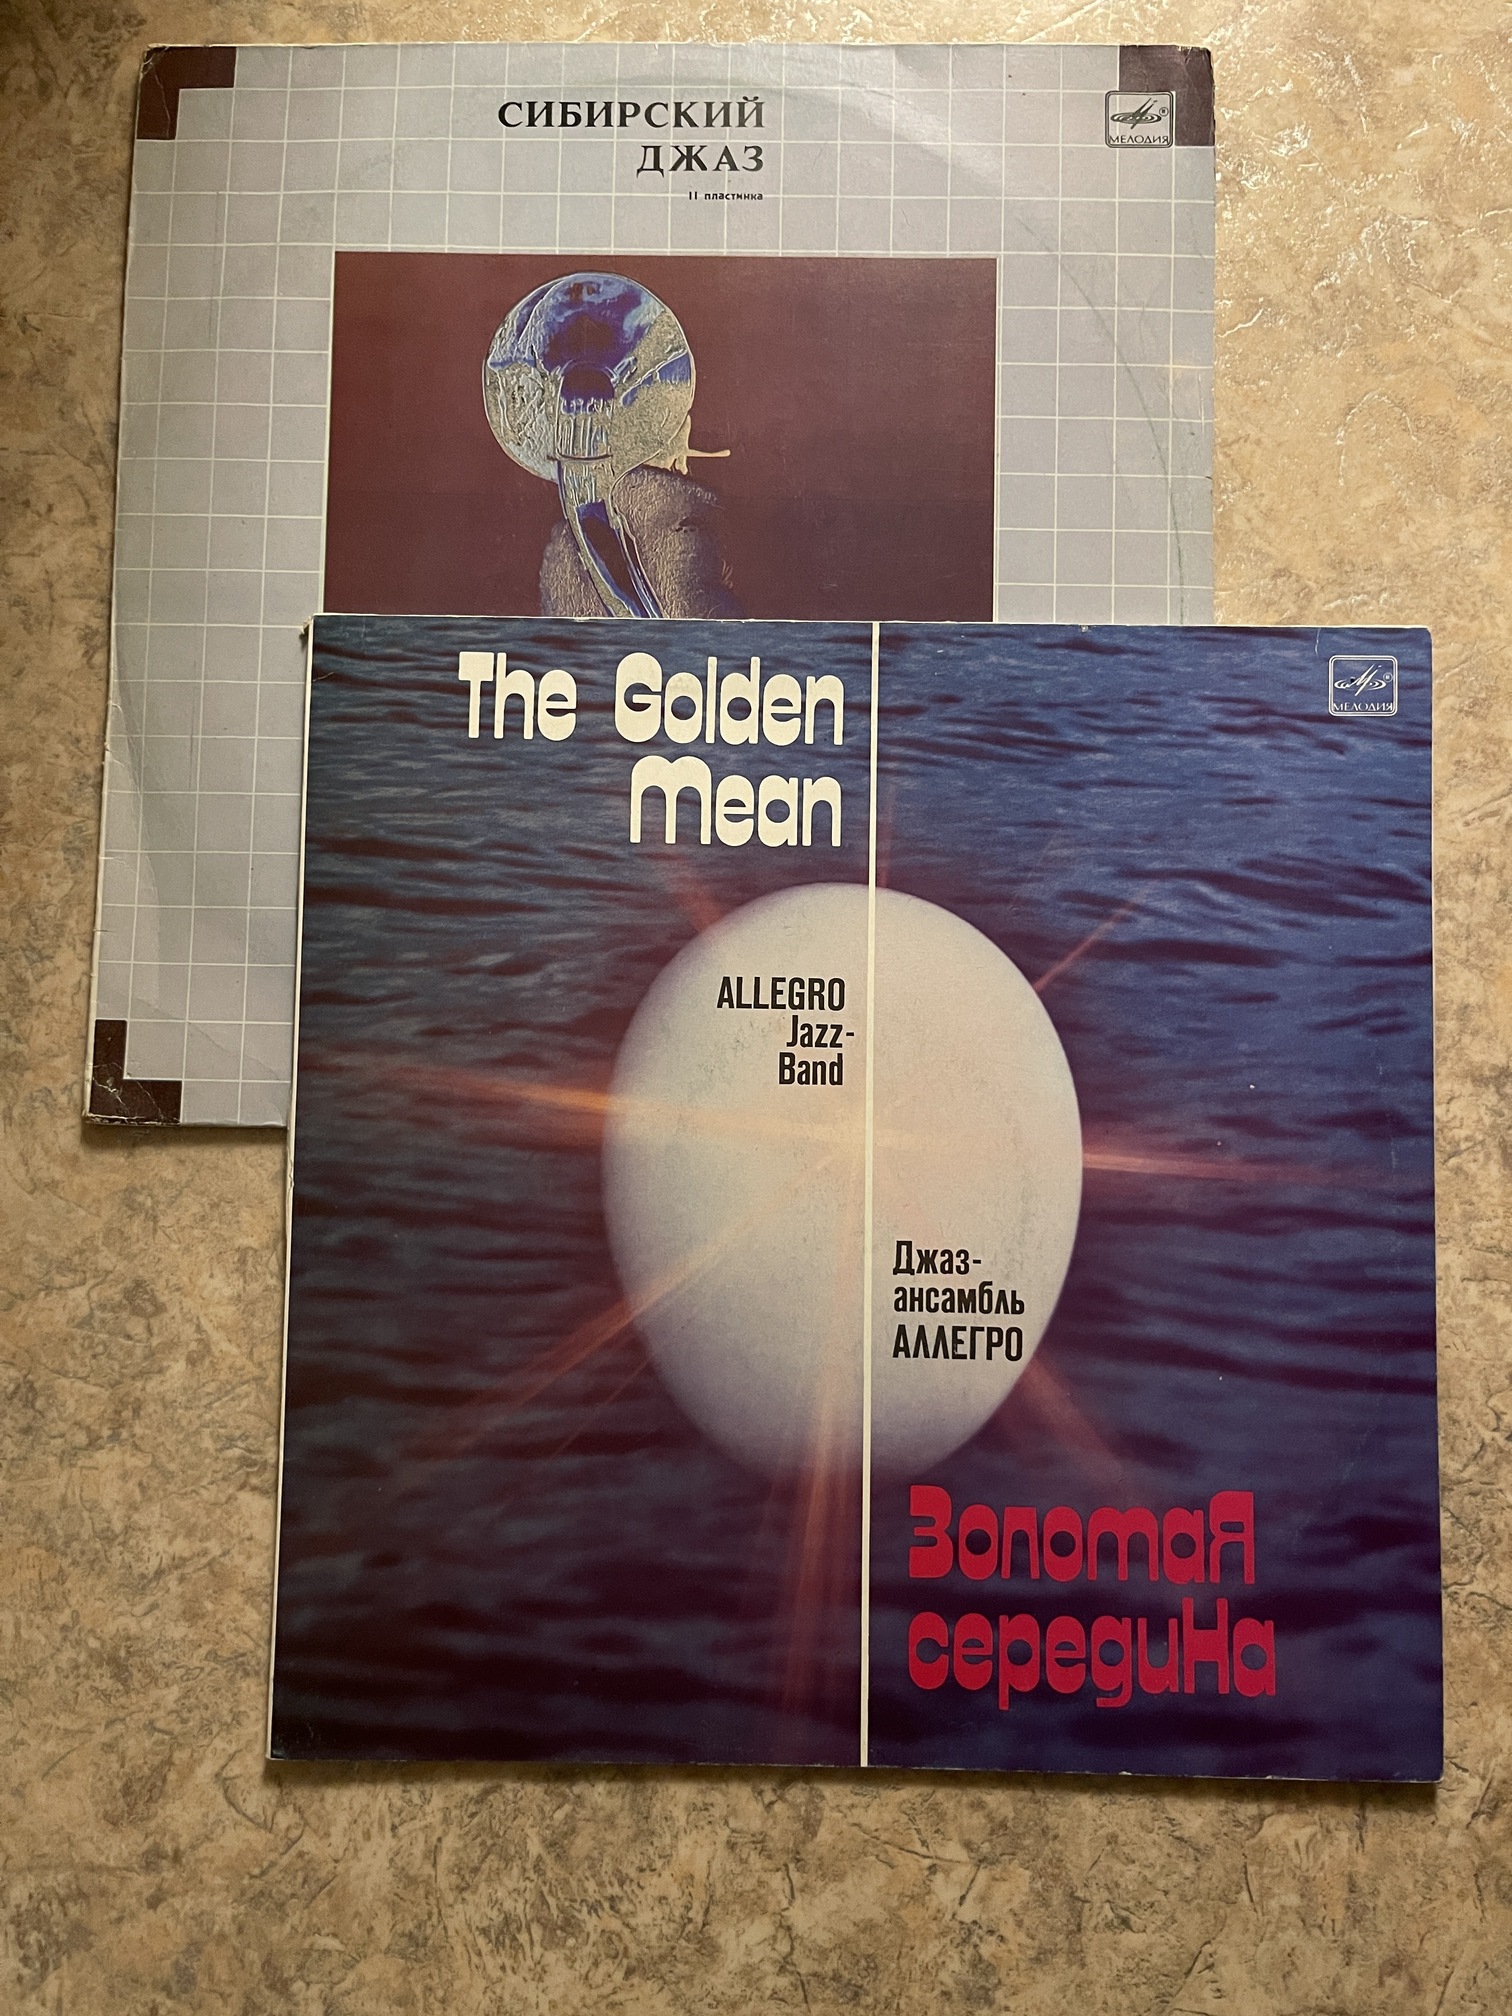 СИБИРСКИЙ
ДЖАЗ
II пластинка
МЕЛОДИЯ
The Golden
Mean
МЕЛОДИЯ
ALLEGRO
Jazz-
Band
Джаз-
ансамбль
АЛЛЕГРО
Золотая
середина